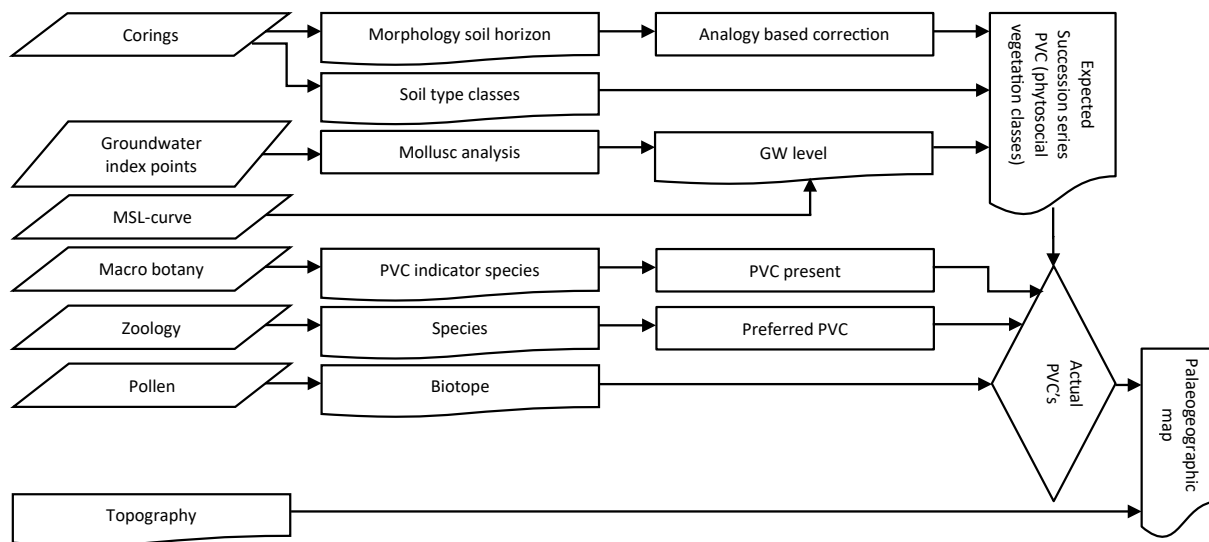 Corings
Morphology soil horizon
Analogy based correction
Expected
Succession series
PVC (phytosocial
vegetation classes)
Soil type classes
Groundwater
index points
Mollusc analysis
GW level
MSL-curve
Macro botany
PVC indicator species
PVC present
Zoology
Species
Preferred PVC
Pollen
Biotope
Actual
PVC's
Palaeogeographic
map
Topography